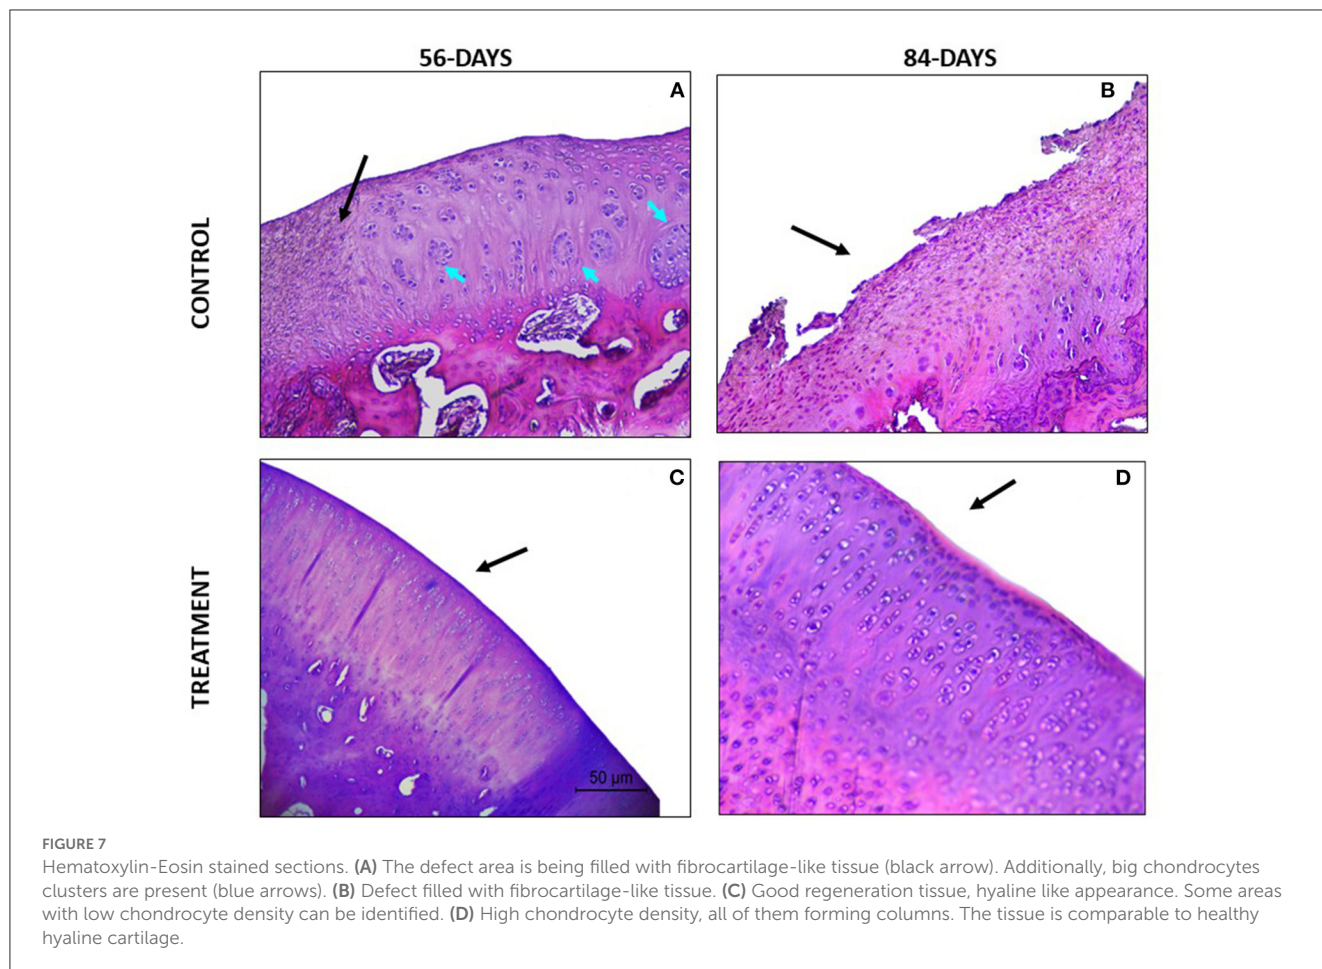 56-DAYS
84-DAYS
CONTROL
A
B
TREATMENT
C
D
50 µm
FIGURE 7
Hematoxylin-Eosin stained sections. (A) The defect area is being filled with fibrocartilage-like tissue (black arrow). Additionally, big chondrocytes
clusters are present (blue arrows). (B) Defect filled with fibrocartilage-like tissue. (C) Good regeneration tissue, hyaline like appearance. Some areas
with low chondrocyte density can be identified. (D) High chondrocyte density, all of them forming columns. The tissue is comparable to healthy
hyaline cartilage.